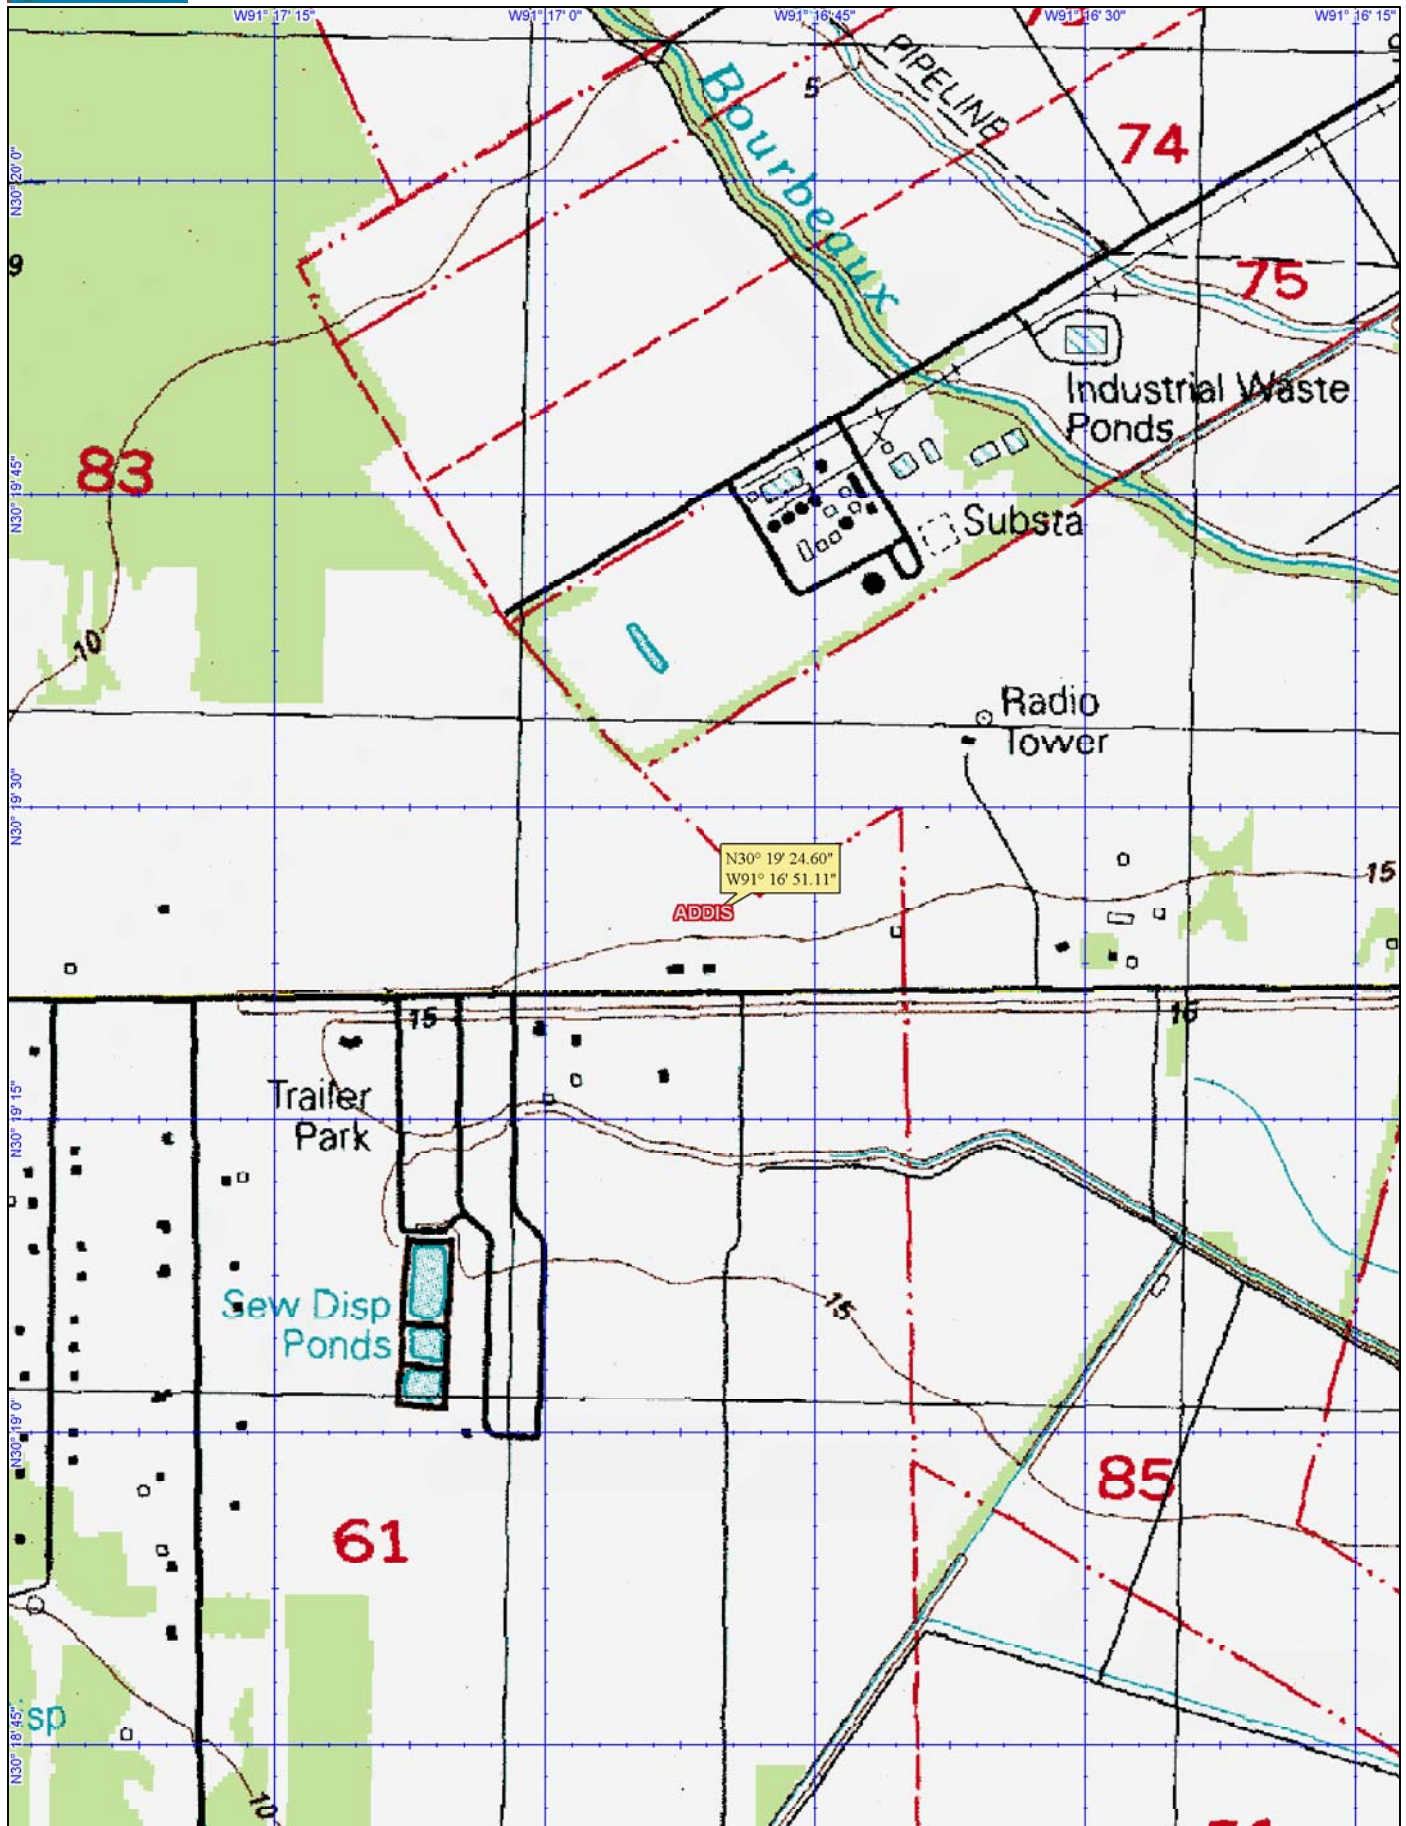 W91° 17' 15"
W91° 17' 0"
W91° 16' 45"
W91° 16' 30"
W91° 16' 15"
PIPELINE
5
Bourbeaux
74
N30° 20' 0"
9
75
Industrial Waste
Ponds
83
N30° 19' 45"
Substa
10
Radio
Tower
N30° 19' 30"
N30° 19' 24.60"
W91° 16' 51.11"
ADDIS
15
15
Trailer
Park
N30° 19' 15"
Sew Disp
Ponds
15
N30° 19' 0"
85
61
sp
N30° 18' 45"
10